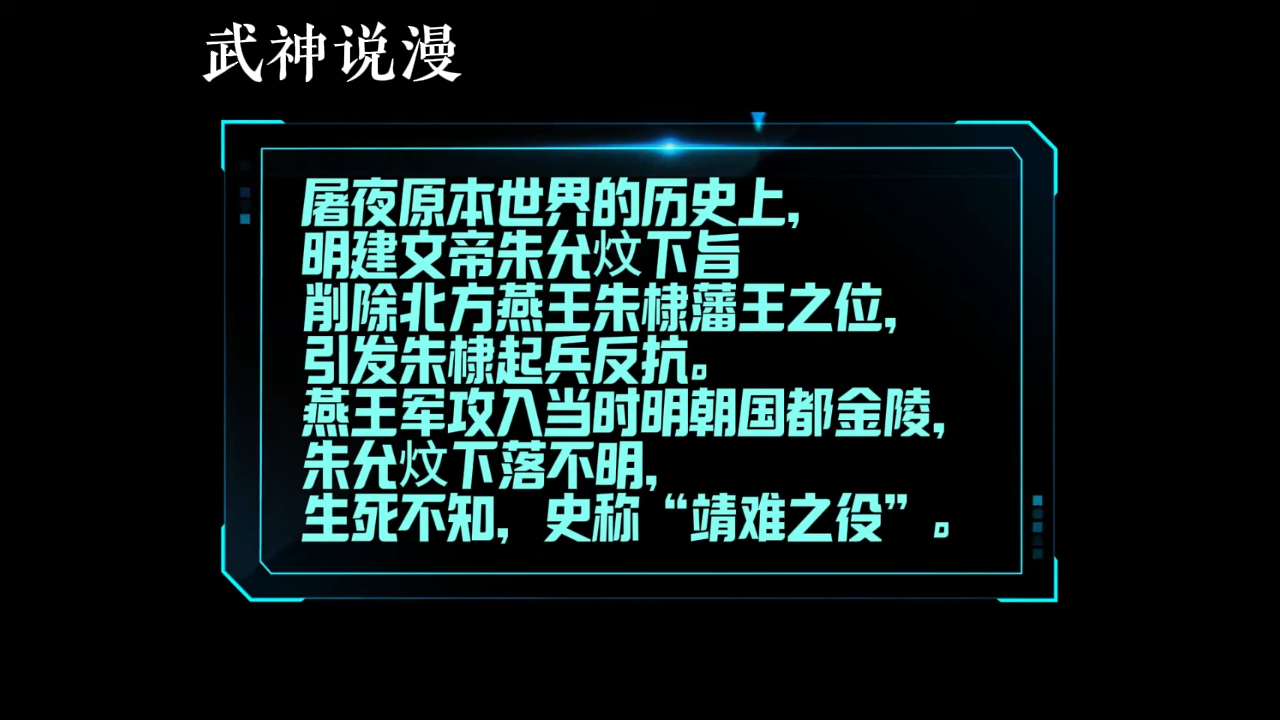 武神说漫
屠夜原本世界的历史上，
明建文帝朱允炆下旨
削除北方燕王朱棣藩王之位，
引发朱棣起兵反抗。
燕王军攻入当时明朝国都金陵，
朱允炆下落不明，
生死不知，史称“靖难之役”。